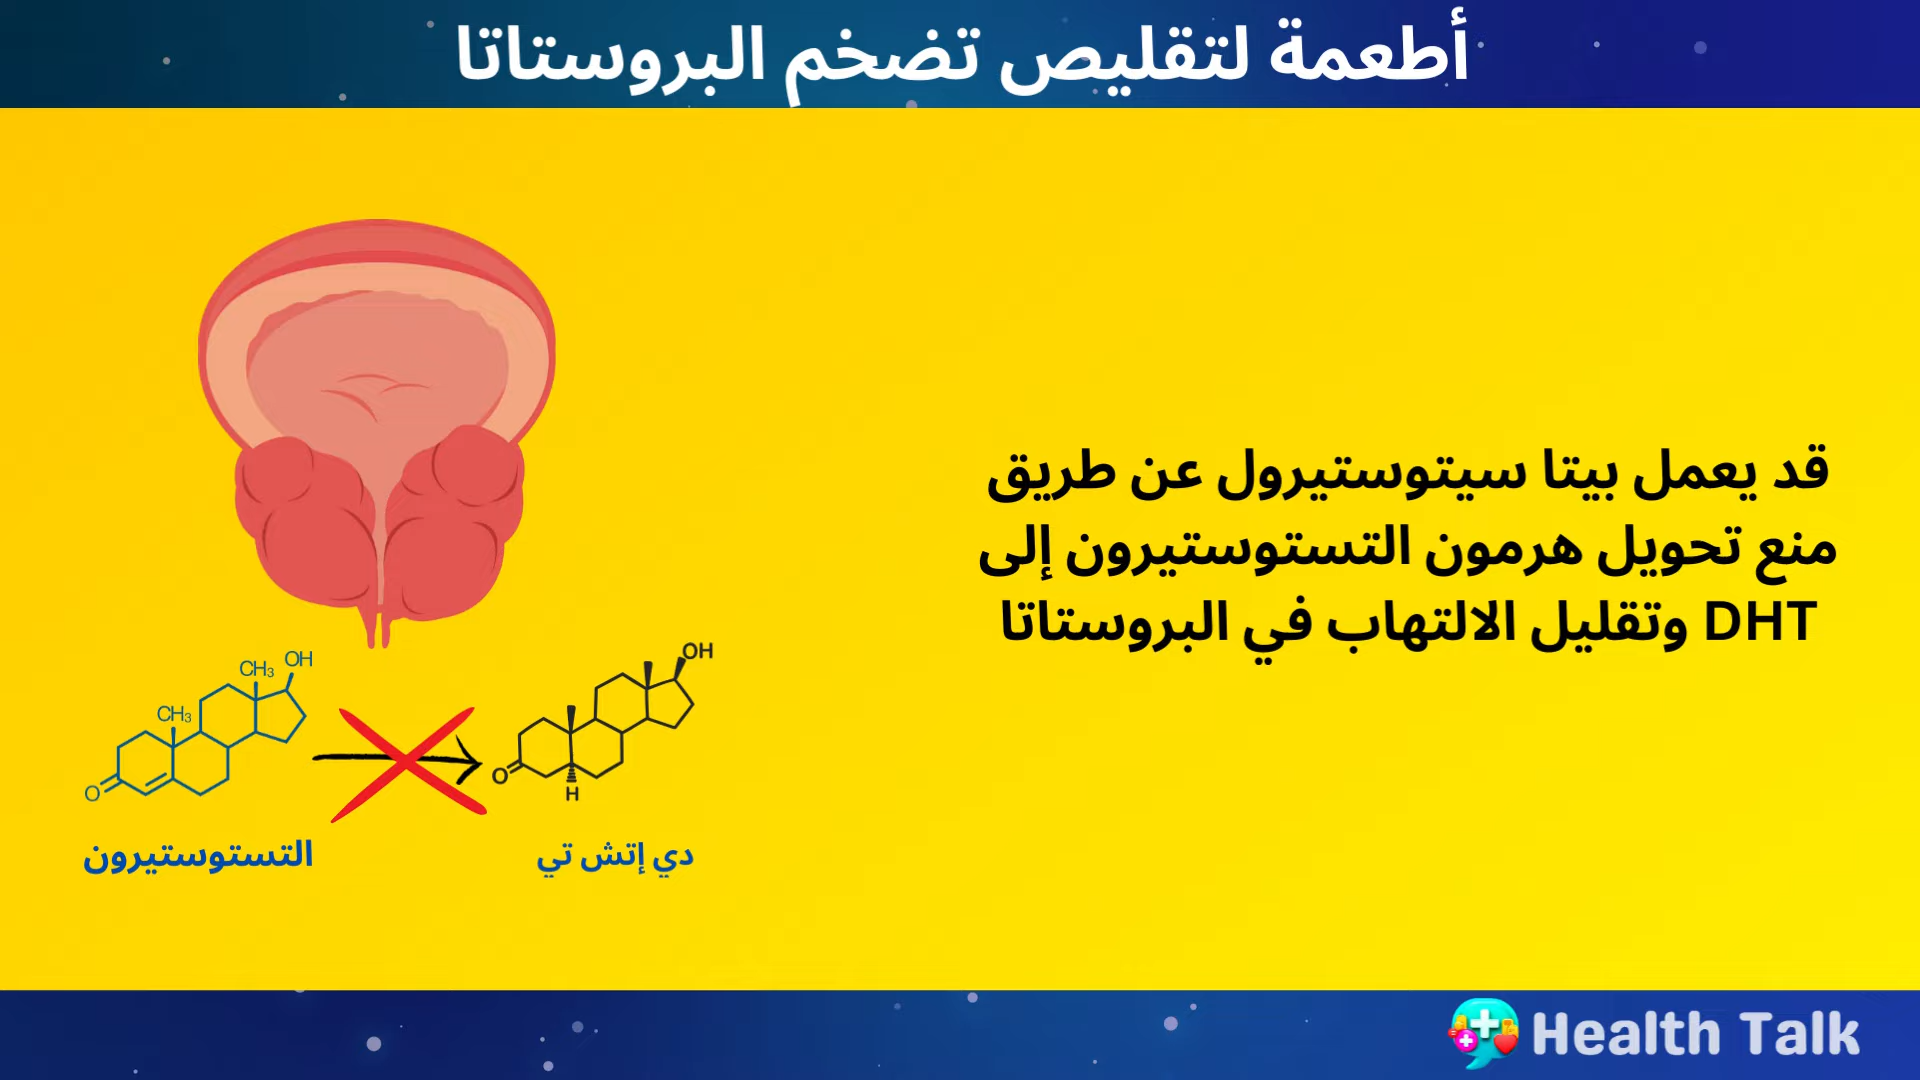 أطعمة لتقليص تضخم البروستاتا
قد يعمل بيتا سيتوستيرول عن طريق
منع تحويل هرمون التستوستيرون إلى
DHT وتقليل الالتهاب في البروستاتا
CH₃ OH
CH₃
O
OH
O
H
التستوستيرون
دي إتش تي
Health Talk